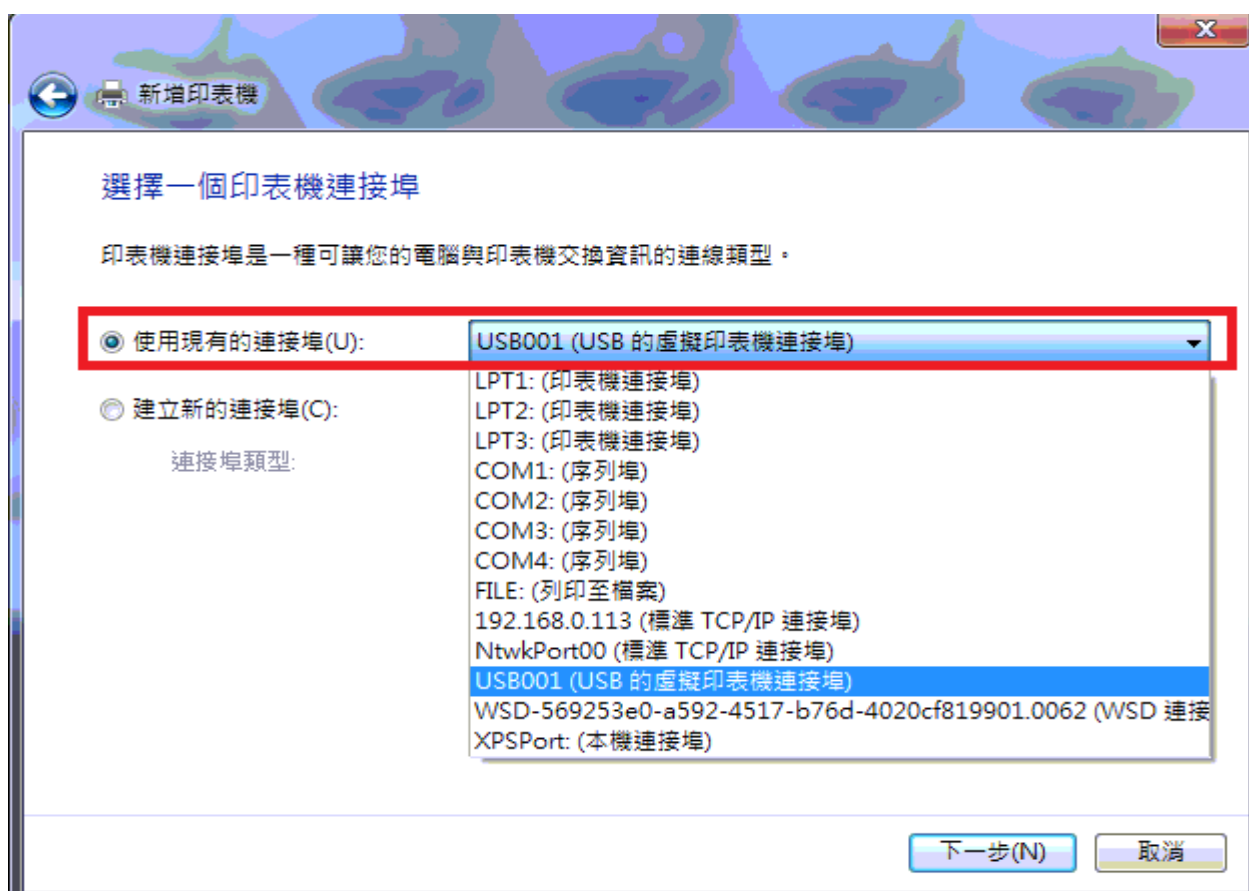 新增印表機
選擇一個印表機連接埠
印表機連接埠是一種可讓您的電腦與印表機交換資訊的連線類型。
使用現有的連接埠(U):
USB001 (USB 的虛擬印表機連接埠)
LPT1: (印表機連接埠)
LPT2: (印表機連接埠)
LPT3: (印表機連接埠)
COM1: (序列埠)
COM2: (序列埠)
COM3: (序列埠)
COM4: (序列埠)
FILE: (列印至檔案)
192.168.0.113 (標準 TCP/IP 連接埠)
NtwkPort00 (標準 TCP/IP 連接埠)
USB001 (USB 的虛擬印表機連接埠)
WSD-569253e0-a592-4517-b76d-4020cf819901.0062 (WSD 連接
XPSPort: (本機連接埠)
建立新的連接埠(C):
連接埠類型:
下一步(N)
取消